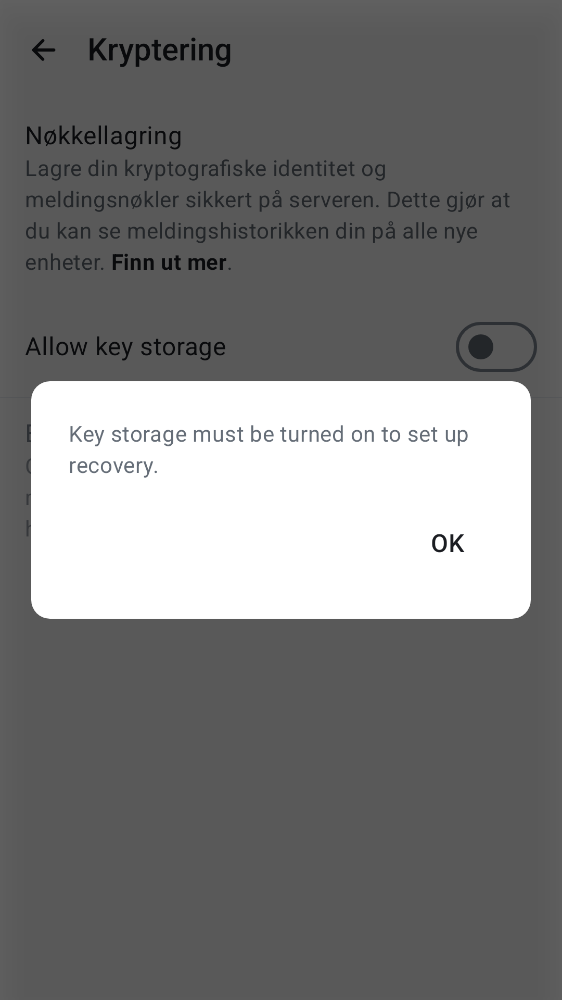 Kryptering
Nøkkellagring
Lagre din kryptografiske identitet og
meldingsnøkler sikkert på serveren. Dette gjør at
du kan se meldingshistorikken din på alle nye
enheter. Finn ut mer.
Allow key storage
Key storage must be turned on to set up
recovery.
OK